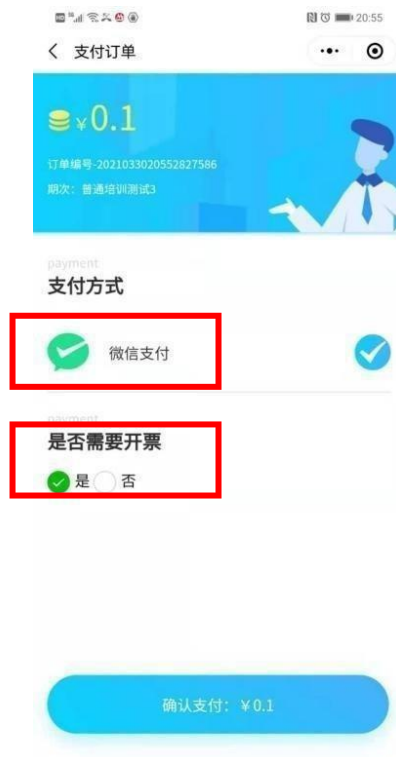 20:55
支付订单
¥0.1
订单编号-2021033020552827586
期次：普通培训测试3
payment
支付方式
微信支付
payment
是否需要开票
是 否
确认支付：￥0.1